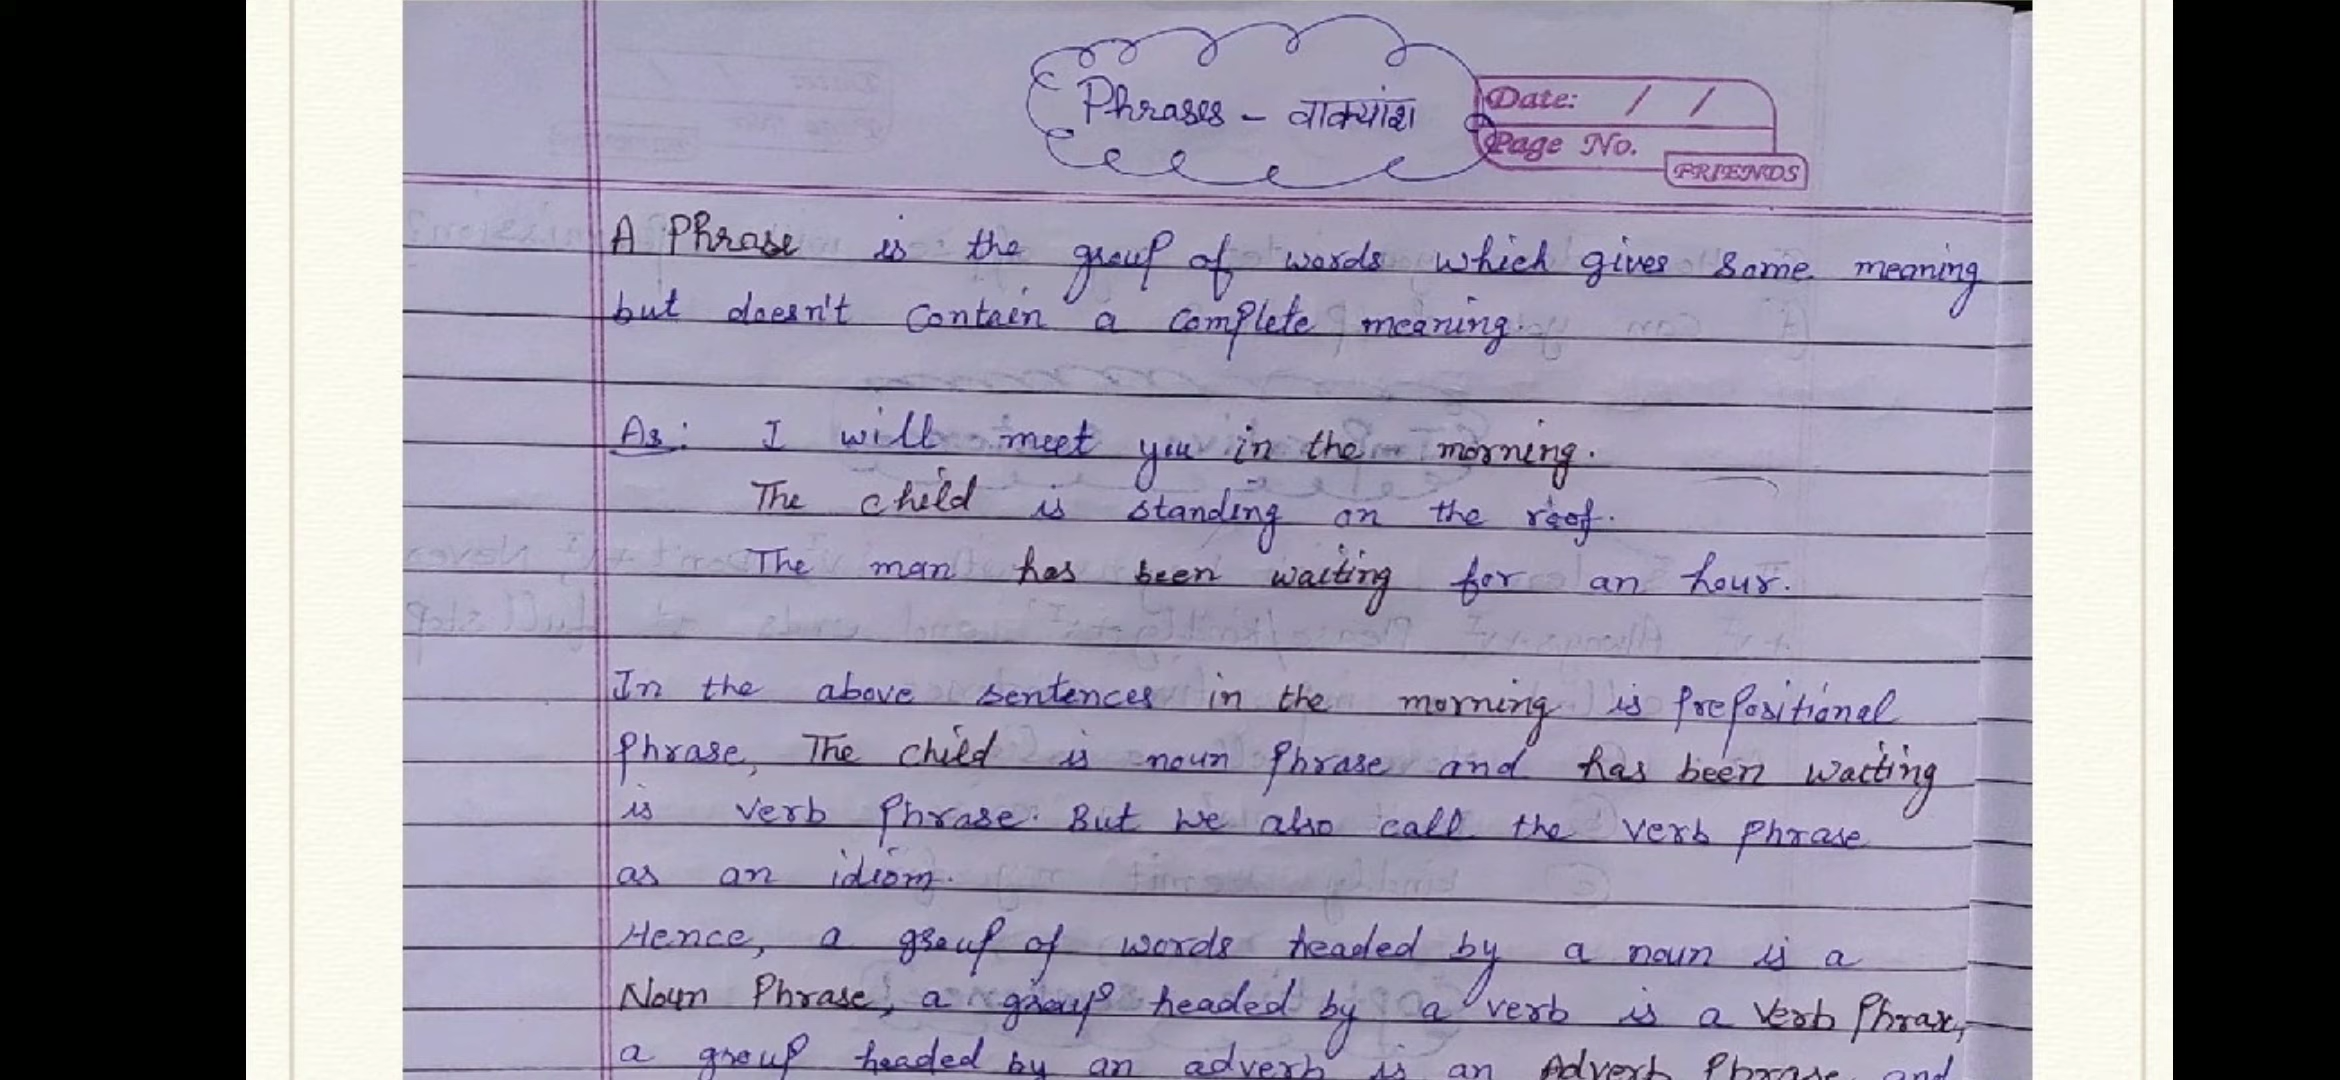 Phrases - वाक्यांश
Date: / /
Page No.
FRIENDS
A Phrase is the group of words which gives some meaning
but doesn't contain a complete meaning.
As: I will meet you in the morning.
The child is standing on the roof.
The man has been waiting for an hour.
In the above sentences in the morning is prepositional
phrase, The child is noun phrase and has been waiting
is verb phrase. But we also call the verb phrase
as an idiom.
Hence, a group of words headed by a noun is a
Noun Phrase, a group headed by a verb is a Verb Phrase,
a group headed by an adverb is an Adverb Phrase and